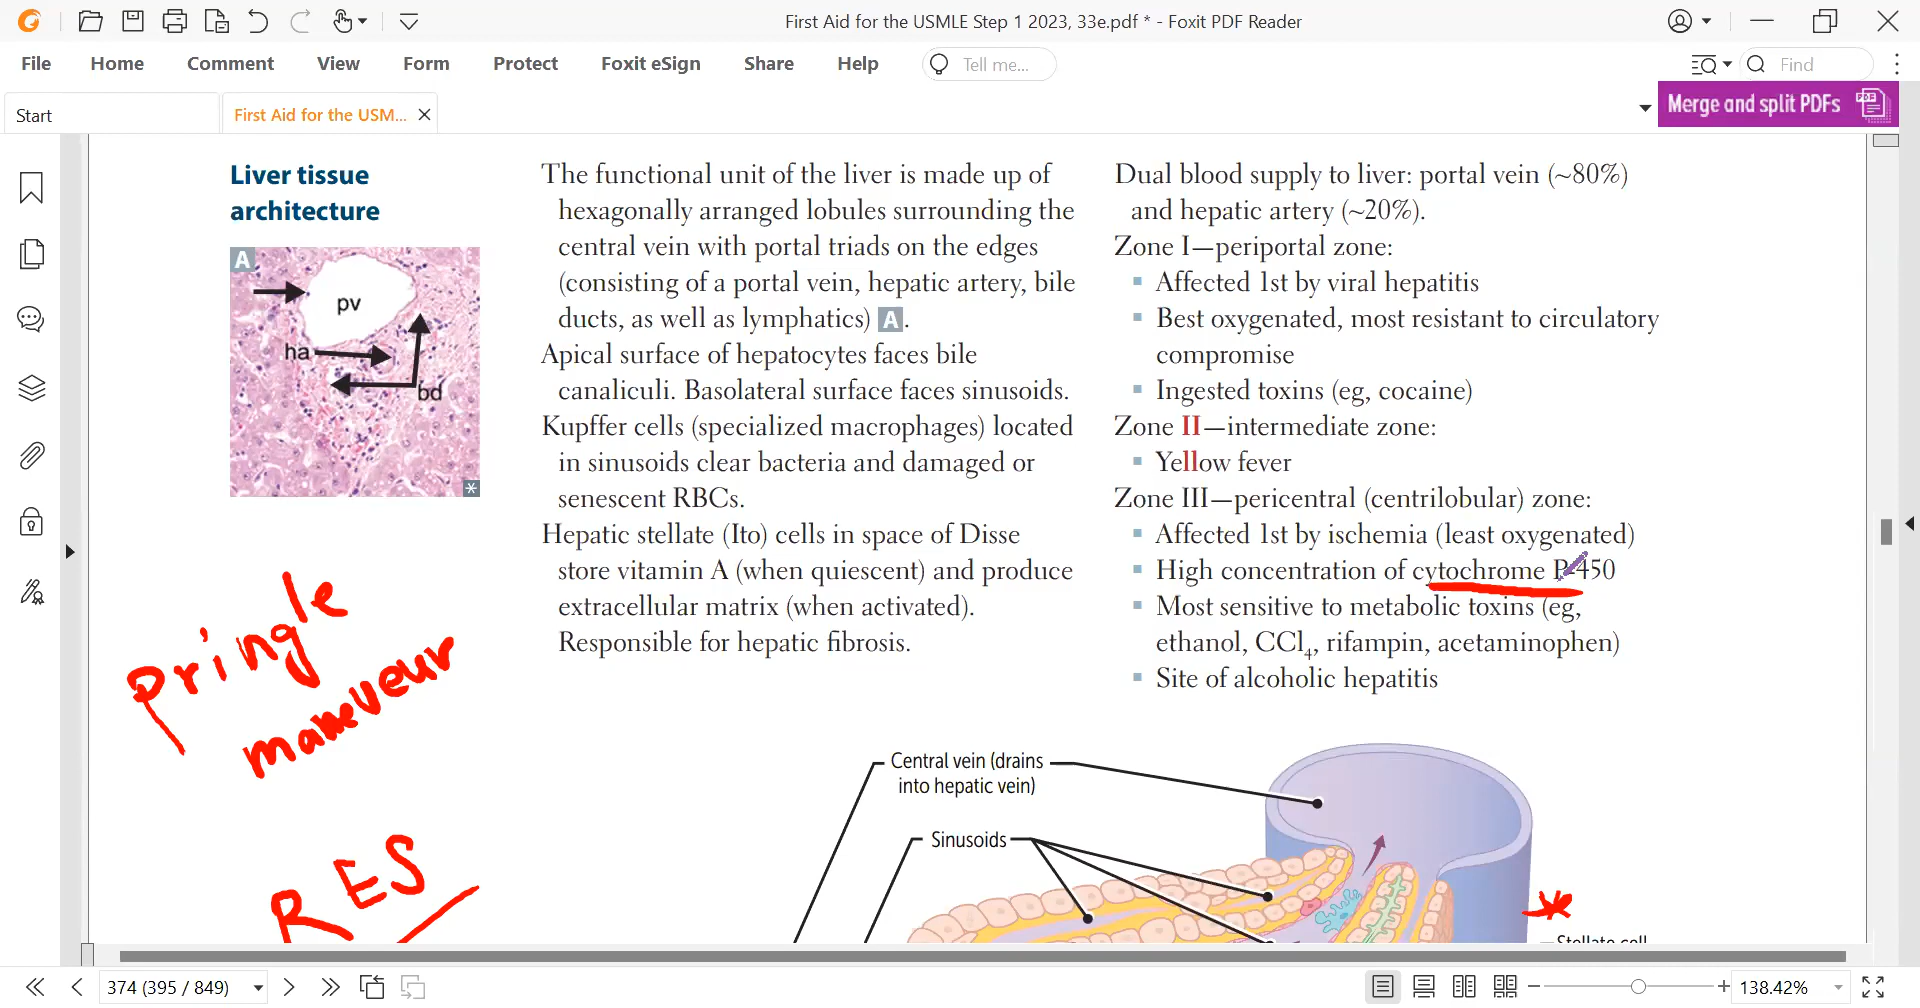 First Aid for the USMLE Step 1 2023, 33e.pdf * - Foxit PDF Reader
File Home Comment View Form Protect Foxit eSign Share Help Tell me... Find
Start
First Aid for the USM...
Merge and split PDFs
PDF
Liver tissue
architecture
A
pv
ha
bd
*
The functional unit of the liver is made up of
hexagonally arranged lobules surrounding the
central vein with portal triads on the edges
(consisting of a portal vein, hepatic artery, bile
ducts, as well as lymphatics) A.
Apical surface of hepatocytes faces bile
canaliculi. Basolateral surface faces sinusoids.
Kupffer cells (specialized macrophages) located
in sinusoids clear bacteria and damaged or
senescent RBCs.
Hepatic stellate (Ito) cells in space of Disse
store vitamin A (when quiescent) and produce
extracellular matrix (when activated).
Responsible for hepatic fibrosis.
Dual blood supply to liver: portal vein (~80%)
and hepatic artery (~20%).
Zone I—periportal zone:
▪ Affected 1st by viral hepatitis
▪ Best oxygenated, most resistant to circulatory
compromise
▪ Ingested toxins (eg, cocaine)
Zone II—intermediate zone:
▪ Yellow fever
Zone III—pericentral (centrilobular) zone:
▪ Affected 1st by ischemia (least oxygenated)
▪ High concentration of cytochrome P-450
▪ Most sensitive to metabolic toxins (eg,
ethanol, CCl4, rifampin, acetaminophen)
▪ Site of alcoholic hepatitis
Pringle
RES
Central vein (drains
into hepatic vein)
Sinusoids
Stellate cell
374 (395 / 849)
138.42%